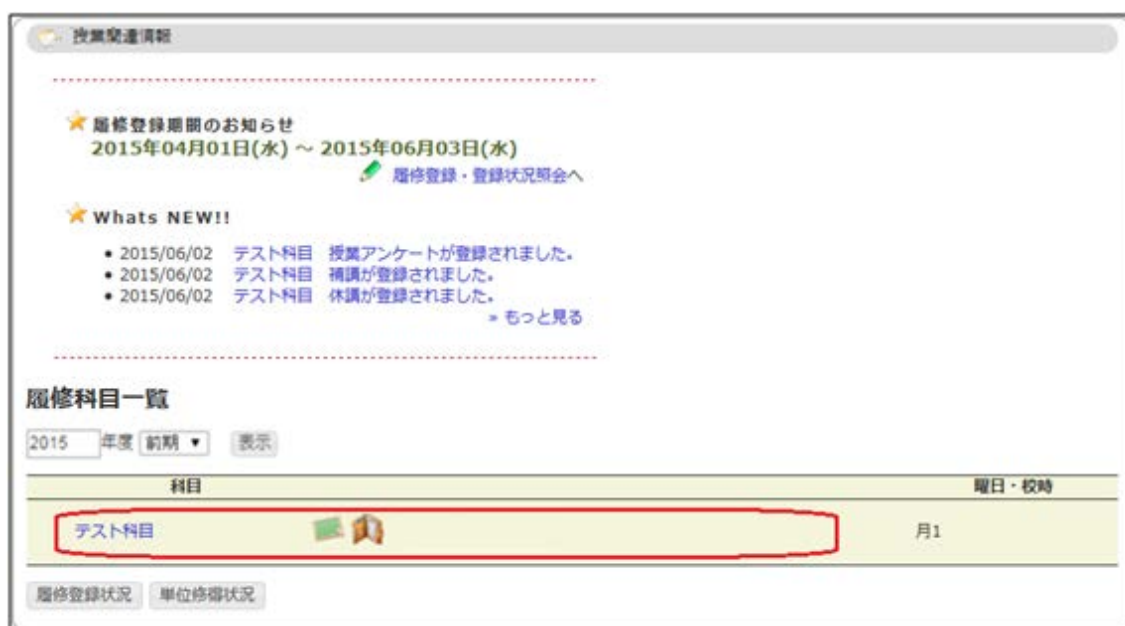 授業関連情報
履修登録期間のお知らせ
2015年04月01日(水) ～ 2015年06月03日(水)
履修登録・登録状況照会へ
Whats NEW!!
• 2015/06/02 テスト科目 授業アンケートが登録されました。
• 2015/06/02 テスト科目 補講が登録されました。
• 2015/06/02 テスト科目 休講が登録されました。
» もっと見る
履修科目一覧
2015 年度 前期 ▼ 表示
科目 曜日・校時
テスト科目 月1
履修登録状況 単位修得状況